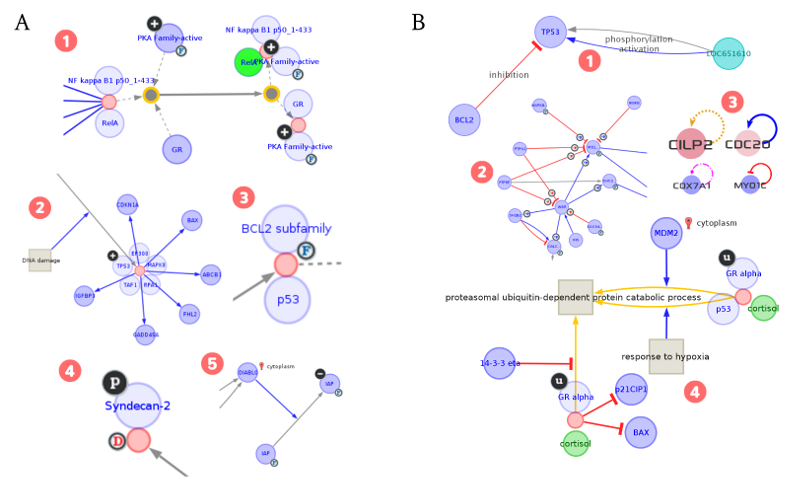 A
B
1
PKA Family-active
F
NF kappa B1 p50_1-433
RelA
PKA Family-active
F
NF kappa B1 p50_1-433
RelA
GR
GR
PKA Family-active
F
2
CDKN1A
BAX
DNA damage
EP300
TP53
MAPK8
TAF1
RPA1
ABCB1
IGFBP3
FHL2
GADD45A
3
BCL2 subfamily
F
p53
4
p
Syndecan-2
D
5
DIABLO
cytoplasm
IAP
F
IAP
F
TP53
phosphorylation
activation
LOC651610
1
inhibition
BCL2
2
3
CILP2
CDC20
COX7A1
MYO1C
MDM2
cytoplasm
u
GR alpha
proteasomal ubiquitin-dependent protein catabolic process
p53
cortisol
response to hypoxia
14-3-3 eta
u
GR alpha
p21CIP1
4
BAX
cortisol